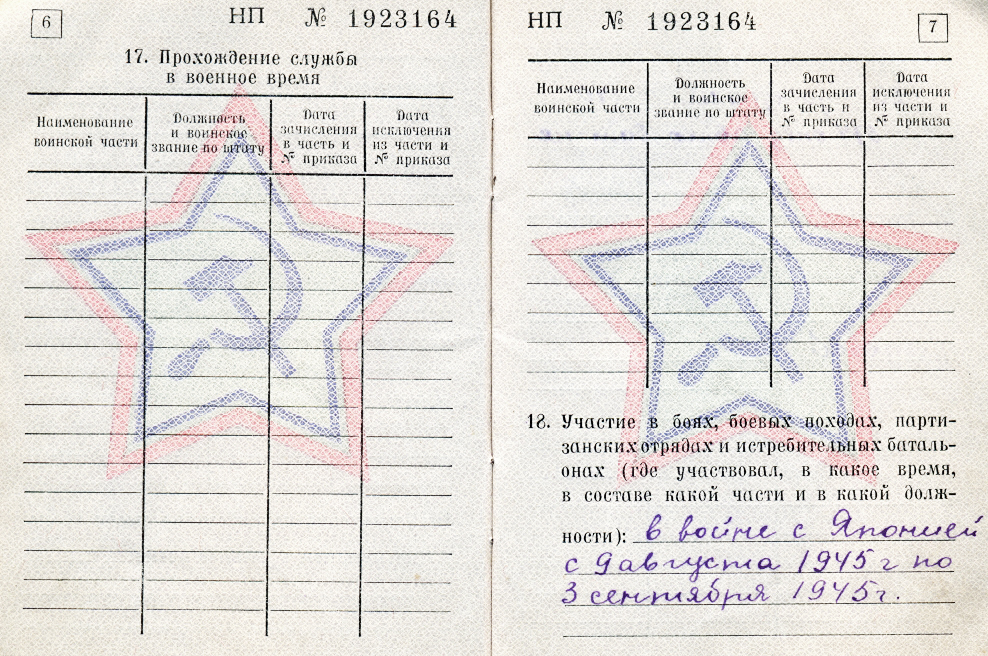 6
НП № 1923164
17. Прохождение службы
в военное время
Наименование
воинской части
Должность
и воинское
звание по штату
Дата
зачисления
в часть и
№ приказа
Дата
исключения
из части и
№ приказа
НП № 1923164
7
Наименование
воинской части
Должность
и воинское
звание по штату
Дата
зачисления
в часть и
№ приказа
Дата
исключения
из части и
№ приказа
18. Участие в боях, боевых походах, парти-
занских отрядах и истребительных баталь-
онах (где участвовал, в какое время,
в составе какой части и в какой долж-
ности): в войне с Японией
с 9 августа 1945 г по
3 сентября 1945 г.